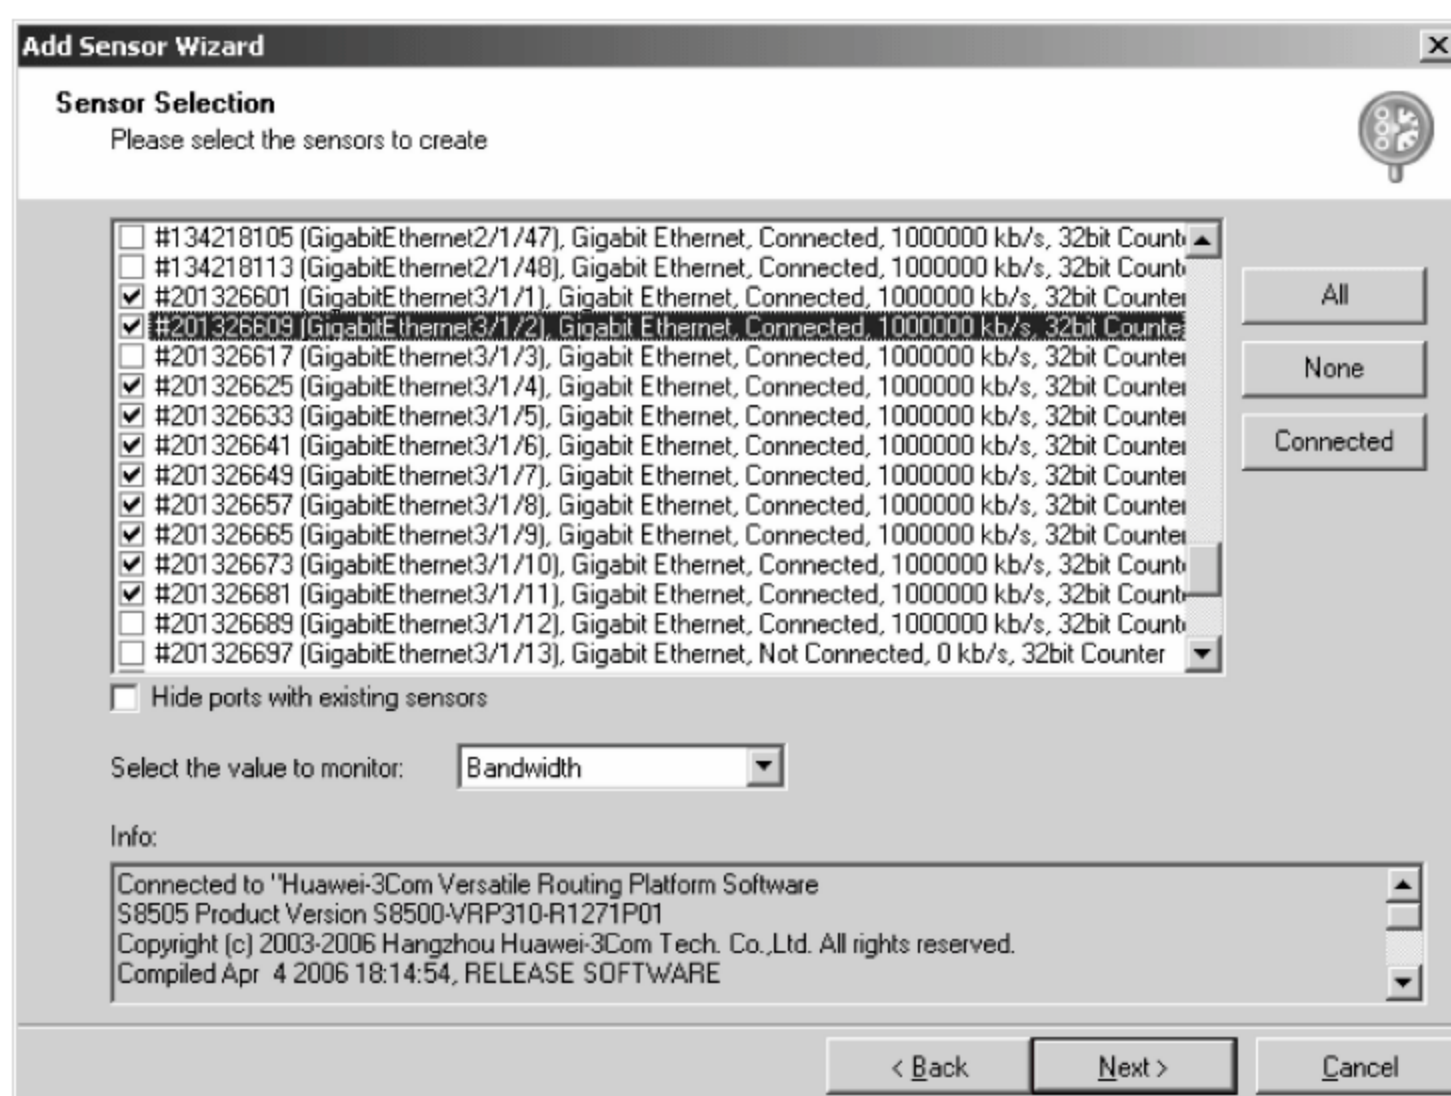 Add Sensor Wizard
Sensor Selection
Please select the sensors to create
#134218105 (GigabitEthernet2/1/47), Gigabit Ethernet, Connected, 1000000 kb/s, 32bit Count
#134218113 (GigabitEthernet2/1/48), Gigabit Ethernet, Connected, 1000000 kb/s, 32bit Count
#201326601 (GigabitEthernet3/1/1), Gigabit Ethernet, Connected, 1000000 kb/s, 32bit Counter
#201326609 (GigabitEthernet3/1/2), Gigabit Ethernet, Connected, 1000000 kb/s, 32bit Counte
#201326617 (GigabitEthernet3/1/3), Gigabit Ethernet, Connected, 1000000 kb/s, 32bit Counter
#201326625 (GigabitEthernet3/1/4), Gigabit Ethernet, Connected, 1000000 kb/s, 32bit Counter
#201326633 (GigabitEthernet3/1/5), Gigabit Ethernet, Connected, 1000000 kb/s, 32bit Counter
#201326641 (GigabitEthernet3/1/6), Gigabit Ethernet, Connected, 1000000 kb/s, 32bit Counter
#201326649 (GigabitEthernet3/1/7), Gigabit Ethernet, Connected, 1000000 kb/s, 32bit Counter
#201326657 (GigabitEthernet3/1/8), Gigabit Ethernet, Connected, 1000000 kb/s, 32bit Counter
#201326665 (GigabitEthernet3/1/9), Gigabit Ethernet, Connected, 1000000 kb/s, 32bit Counter
#201326673 (GigabitEthernet3/1/10), Gigabit Ethernet, Connected, 1000000 kb/s, 32bit Count
#201326681 (GigabitEthernet3/1/11), Gigabit Ethernet, Connected, 1000000 kb/s, 32bit Count
#201326689 (GigabitEthernet3/1/12), Gigabit Ethernet, Connected, 1000000 kb/s, 32bit Count
#201326697 (GigabitEthernet3/1/13), Gigabit Ethernet, Not Connected, 0 kb/s, 32bit Counter
All
None
Connected
Hide ports with existing sensors
Select the value to monitor: Bandwidth
Info:
Connected to "Huawei-3Com Versatile Routing Platform Software
S8505 Product Version S8500-VRP310-R1271P01
Copyright (c) 2003-2006 Hangzhou Huawei-3Com Tech. Co.,Ltd. All rights reserved.
Compiled Apr 4 2006 18:14:54, RELEASE SOFTWARE
< Back Next > Cancel